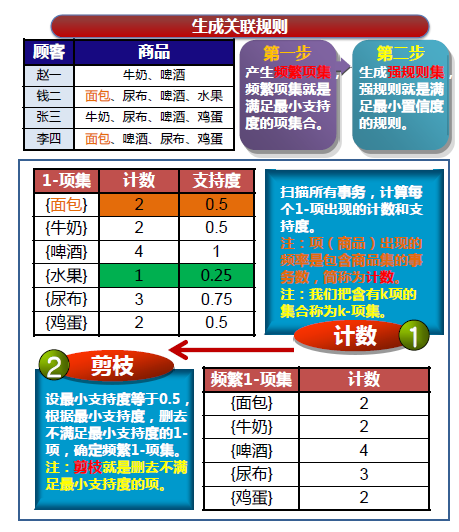 生成关联规则
顾客 商品
赵一 牛奶、啤酒
钱二 面包、尿布、啤酒、水果
张三 牛奶、尿布、啤酒、鸡蛋
李四 面包、啤酒、尿布、鸡蛋
第一步
产生频繁项集，
频繁项集就是
满足最小支持
度的项集合。
第二步
生成强规则集，
强规则就是满
足最小置信度
的规则。
1-项集 计数 支持度
{面包} 2 0.5
{牛奶} 2 0.5
{啤酒} 4 1
{水果} 1 0.25
{尿布} 3 0.75
{鸡蛋} 2 0.5
扫描所有事务，计算每
个1-项出现的计数和支
持度。
注：项（商品）出现的
频率是包含商品集的事
务数，简称为计数。
注：我们把含有k项的
集合称为k-项集。
计数 1
2 剪枝
设最小支持度等于0.5，
根据最小支持度，删去
不满足最小支持度的1-
项，确定频繁1-项集。
注：剪枝就是删去不满
足最小支持度的项。
频繁1-项集 计数
{面包} 2
{牛奶} 2
{啤酒} 4
{尿布} 3
{鸡蛋} 2